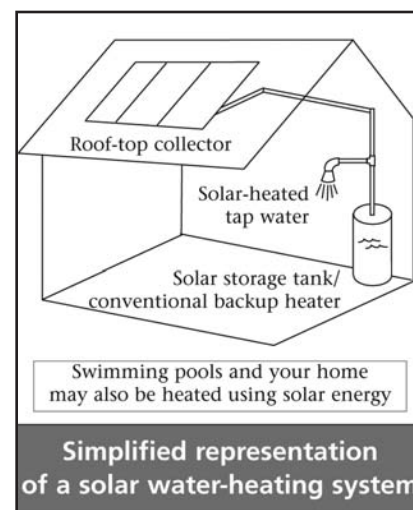 Roof-top collector
Solar-heated
tap water
Solar storage tank/
conventional backup heater
Swimming pools and your home
may also be heated using solar energy
Simplified representation
of a solar water-heating system